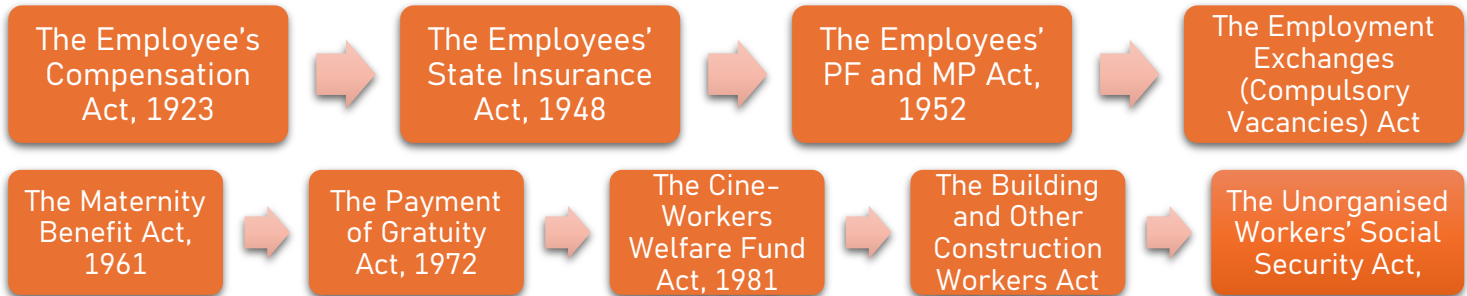 The Employee's
Compensation
Act, 1923
The Employees'
State Insurance
Act, 1948
The Employees'
PF and MP Act,
1952
The Employment
Exchanges
(Compulsory
Vacancies) Act
The Maternity
Benefit Act,
1961
The Payment
of Gratuity
Act, 1972
The Cine-
Workers
Welfare Fund
Act, 1981
The Building
and Other
Construction
Workers Act
The Unorganised
Workers' Social
Security Act,